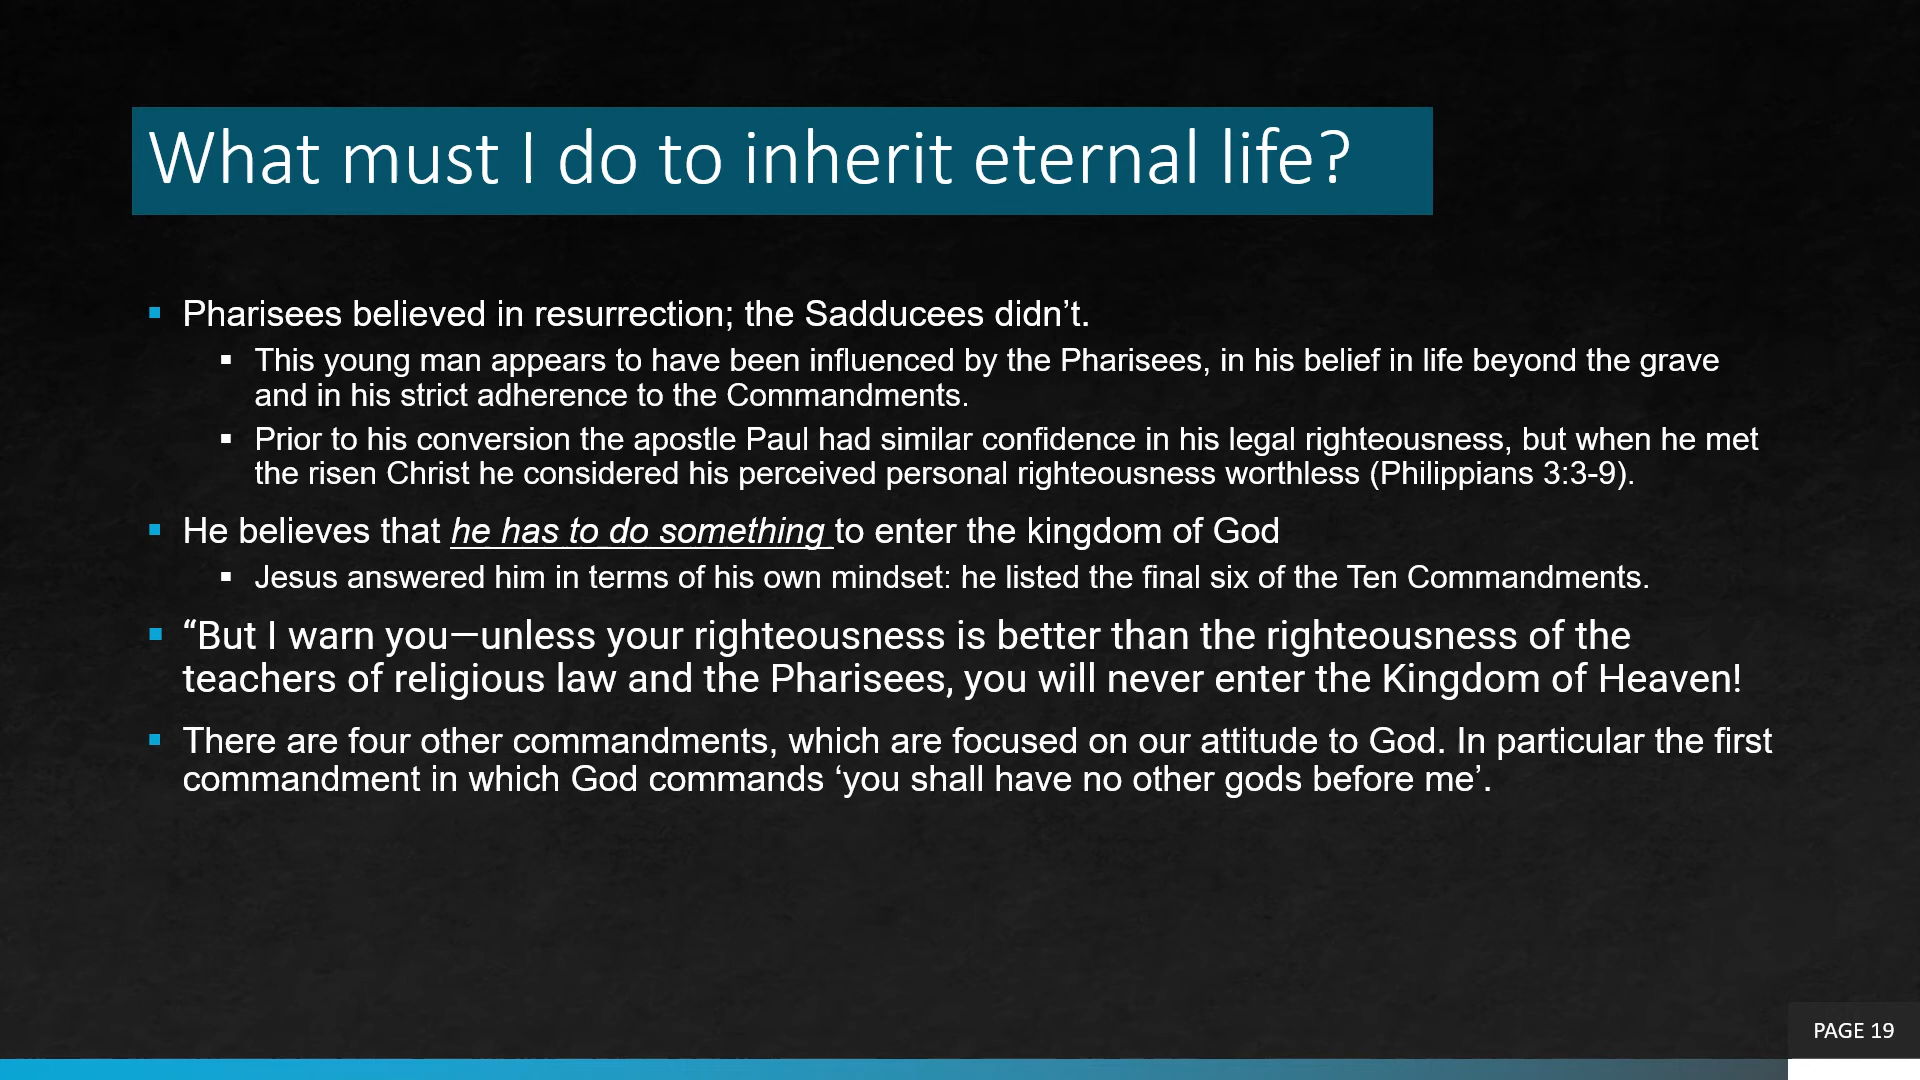 What must I do to inherit eternal life?
Pharisees believed in resurrection; the Sadducees didn’t.
This young man appears to have been influenced by the Pharisees, in his belief in life beyond the grave
and in his strict adherence to the Commandments.
Prior to his conversion the apostle Paul had similar confidence in his legal righteousness, but when he met
the risen Christ he considered his perceived personal righteousness worthless (Philippians 3:3-9).
He believes that he has to do something to enter the kingdom of God
Jesus answered him in terms of his own mindset: he listed the final six of the Ten Commandments.
“But I warn you—unless your righteousness is better than the righteousness of the
teachers of religious law and the Pharisees, you will never enter the Kingdom of Heaven!
There are four other commandments, which are focused on our attitude to God. In particular the first
commandment in which God commands ‘you shall have no other gods before me’.
PAGE 19